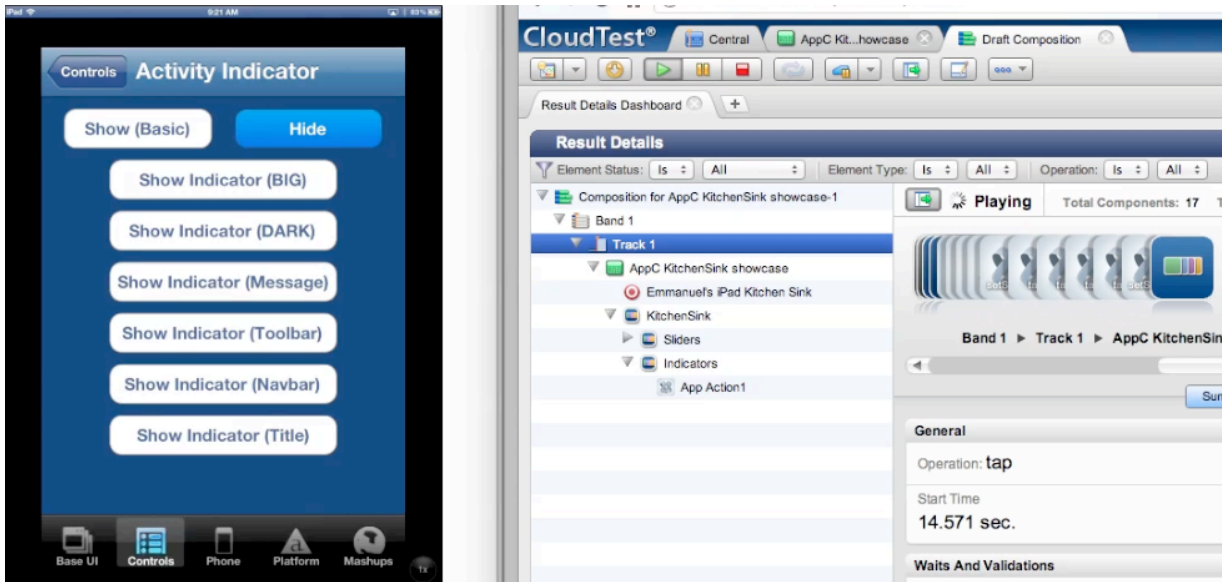 iPad
9:21 AM
83%
Controls
Activity Indicator
Show (Basic)
Hide
Show Indicator (BIG)
Show Indicator (DARK)
Show Indicator (Message)
Show Indicator (Toolbar)
Show Indicator (Navbar)
Show Indicator (Title)
Base UI
Controls
Phone
Platform
Mashups
1x
CloudTest®
Central
AppC Kit...howcase
Draft Composition
Result Details Dashboard
+
Result Details
Element Status: Is All Element Type: Is All Operation: Is All
Composition for AppC KitchenSink showcase-1
Band 1
Track 1
AppC KitchenSink showcase
Emmanuel's iPad Kitchen Sink
KitchenSink
Sliders
Indicators
App Action1
Playing
Total Components: 17
Band 1 ▶ Track 1 ▶ AppC KitchenSin
Sum
General
Operation: tap
Start Time
14.571 sec.
Waits And Validations